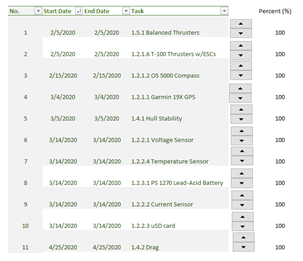 No. Start Date End Date Task Percent (%)
1 2/5/2020 2/5/2020 1.5.1 Balanced Thrusters 100
2 2/5/2020 2/5/2020 1.2.1.6 T-100 Thrusters w/ESCs 100
3 2/15/2020 2/15/2020 1.2.1.2 OS 5000 Compass 100
4 3/4/2020 3/4/2020 1.2.1.1 Garmin 19X GPS 100
5 3/5/2020 3/5/2020 1.4.1 Hull Stability 100
6 3/14/2020 3/14/2020 1.2.2.1 Voltage Sensor 100
7 3/14/2020 3/14/2020 1.2.2.4 Temperature Sensor 100
8 3/14/2020 3/14/2020 1.2.3.1 PS 1270 Lead-Acid Battery 100
9 3/14/2020 3/14/2020 1.2.2.2 Current Sensor 100
10 3/14/2020 3/14/2020 1.2.2.3 uSD card 100
11 4/25/2020 4/25/2020 1.4.2 Drag 100